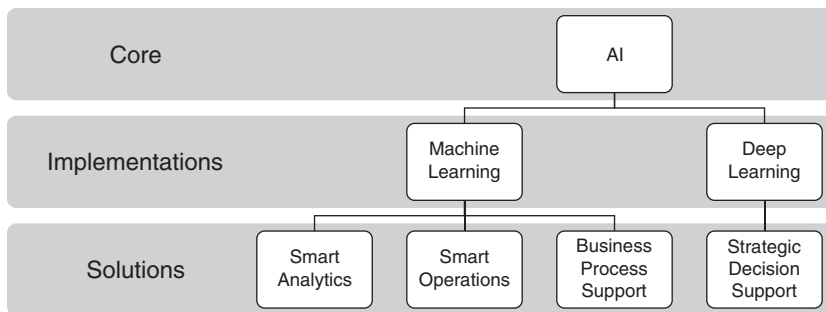 Core
AI
Implementations
Machine
Learning
Deep
Learning
Solutions
Smart
Analytics
Smart
Operations
Business
Process
Support
Strategic
Decision
Support